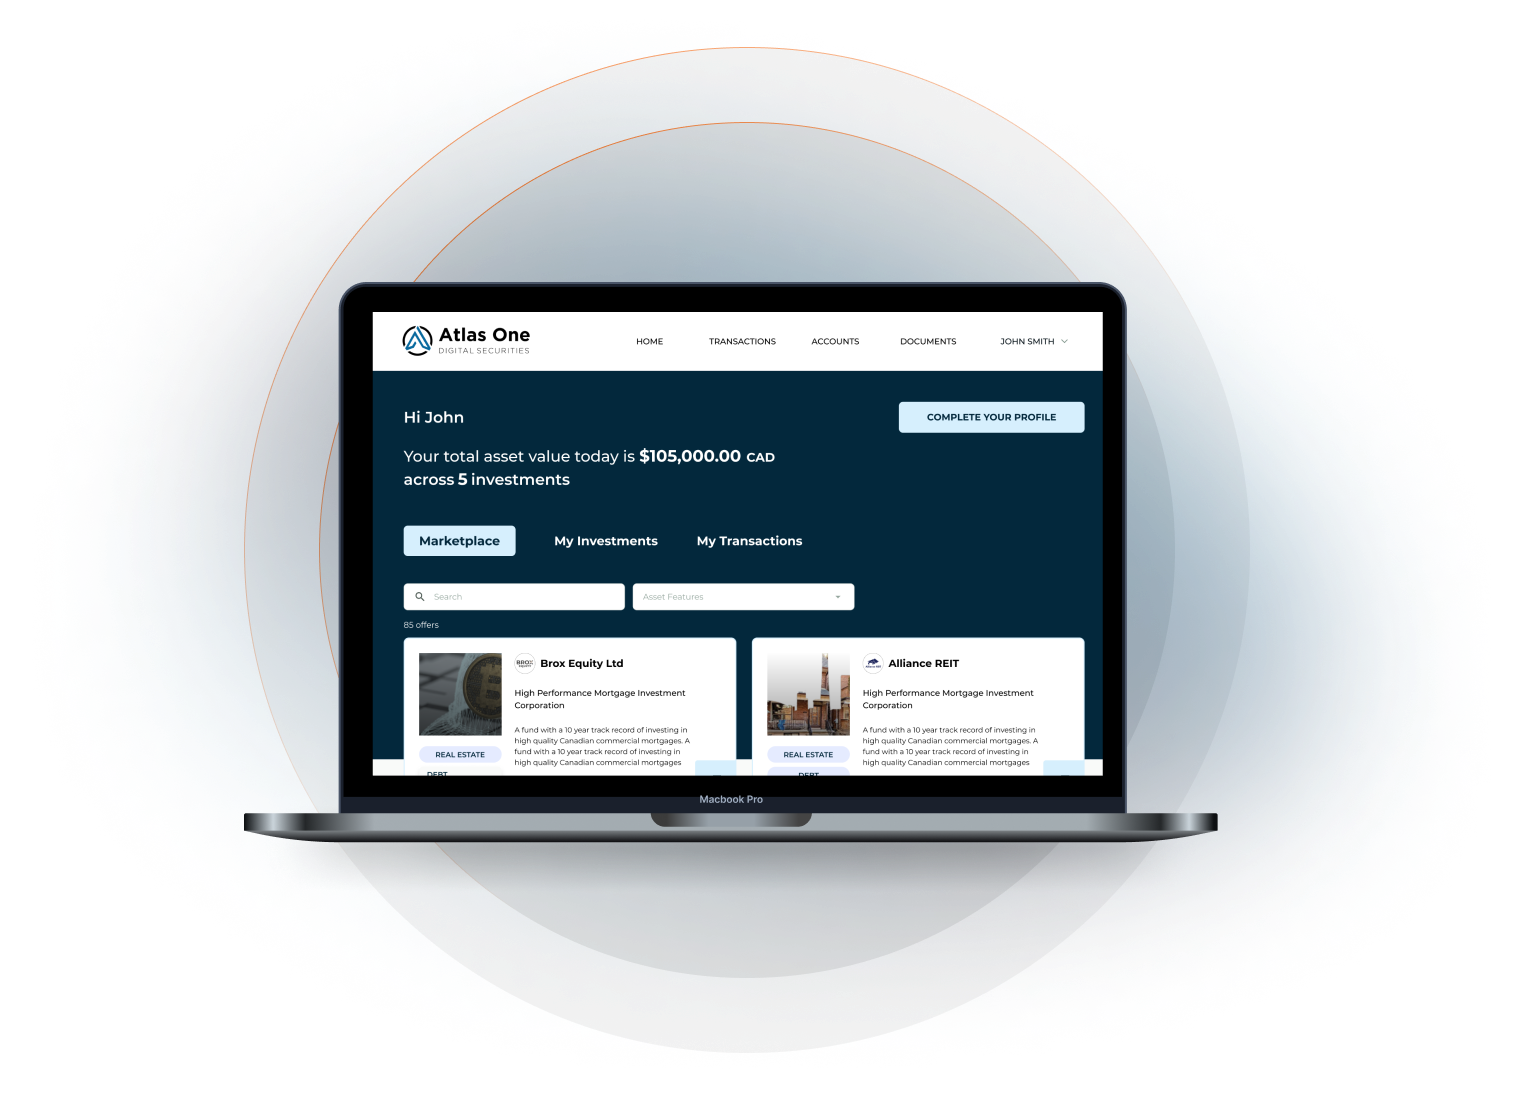 Atlas One
DIGITAL SECURITIES
HOME
TRANSACTIONS
ACCOUNTS
DOCUMENTS
JOHN SMITH
Hi John
COMPLETE YOUR PROFILE
Your total asset value today is $105,000.00 CAD
across 5 investments
Marketplace
My Investments
My Transactions
Search
Asset Features
85 offers
BROX
Brox Equity Ltd
High Performance Mortgage Investment
Corporation
A fund with a 10 year track record of investing in
high quality Canadian commercial mortgages. A
fund with a 10 year track record of investing in
high quality Canadian commercial mortgages
REAL ESTATE
DEBT
Alliance REIT
High Performance Mortgage Investment
Corporation
A fund with a 10 year track record of investing in
high quality Canadian commercial mortgages. A
fund with a 10 year track record of investing in
high quality Canadian commercial mortgages
REAL ESTATE
DEBT
Macbook Pro